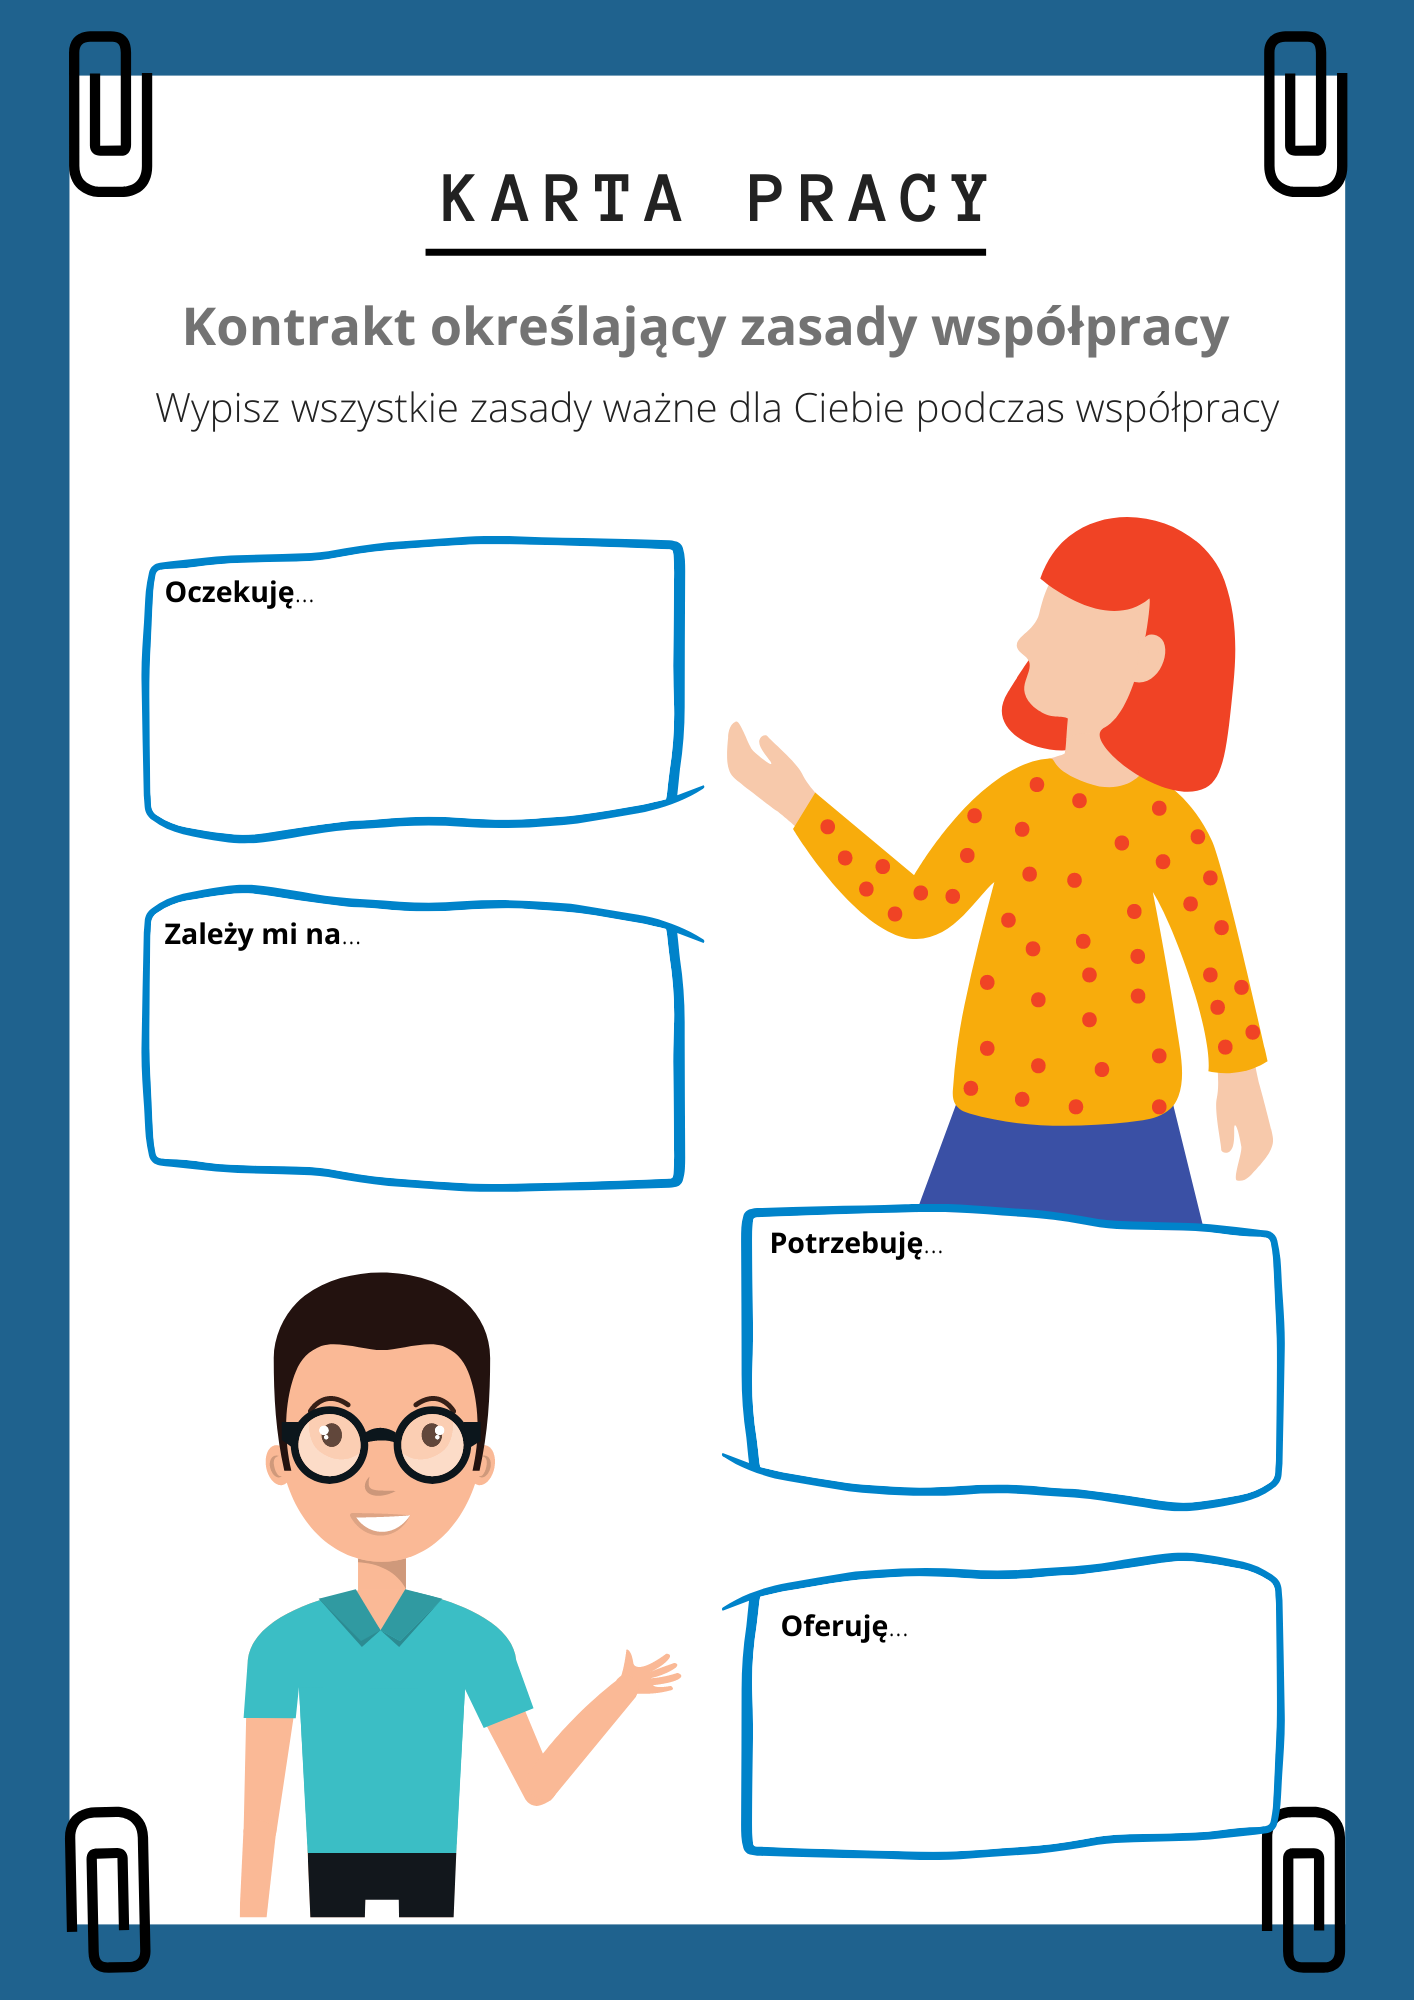 KARTA PRACY
Kontrakt określający zasady współpracy
Wypisz wszystkie zasady ważne dla Ciebie podczas współpracy
Oczekuję...
Zależy mi na...
Potrzebuję...
Oferuję...